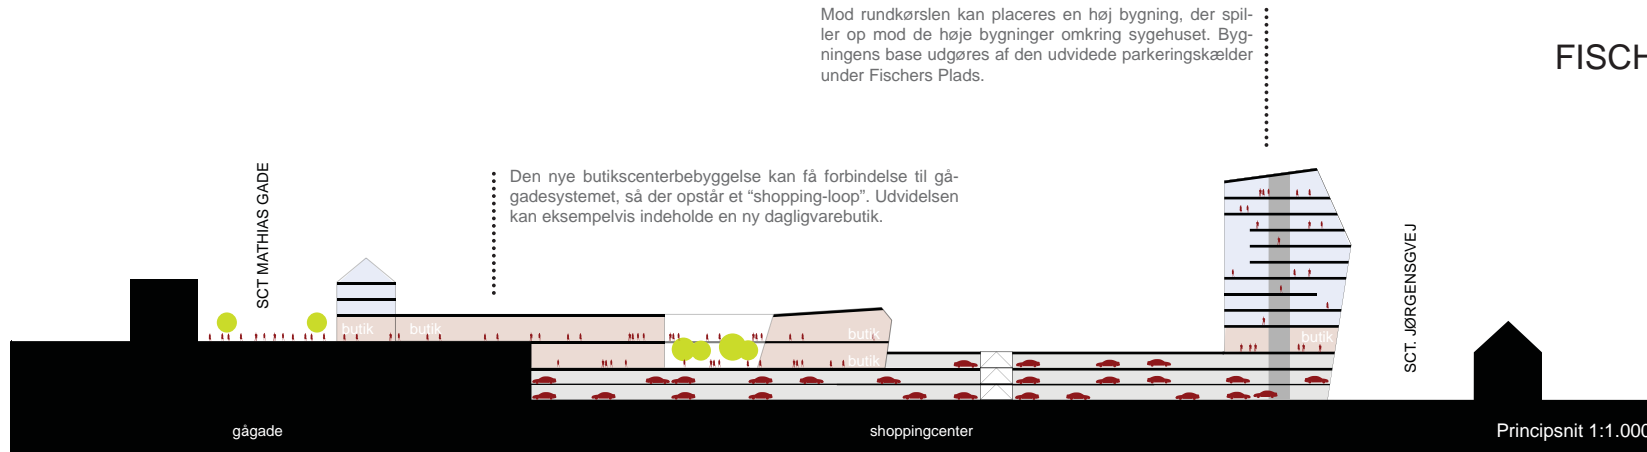 Mod rundkørslen kan placeres en høj bygning, der spil-
ler op mod de høje bygninger omkring sygehuset. Byg-
ningens base udgøres af den udvidede parkeringskælder
under Fischers Plads.
FISCH
SCT MATHIAS GADE
Den nye butikscenterbebyggelse kan få forbindelse til gå-
gadesystemet, så der opstår et “shopping-loop”. Udvidelsen
kan eksempelvis indeholde en ny dagligvarebutik.
SCT. JØRGENSGVEJ
butik
butik
butik
butik
butik
gågade
shoppingcenter
Principsnit 1:1.000